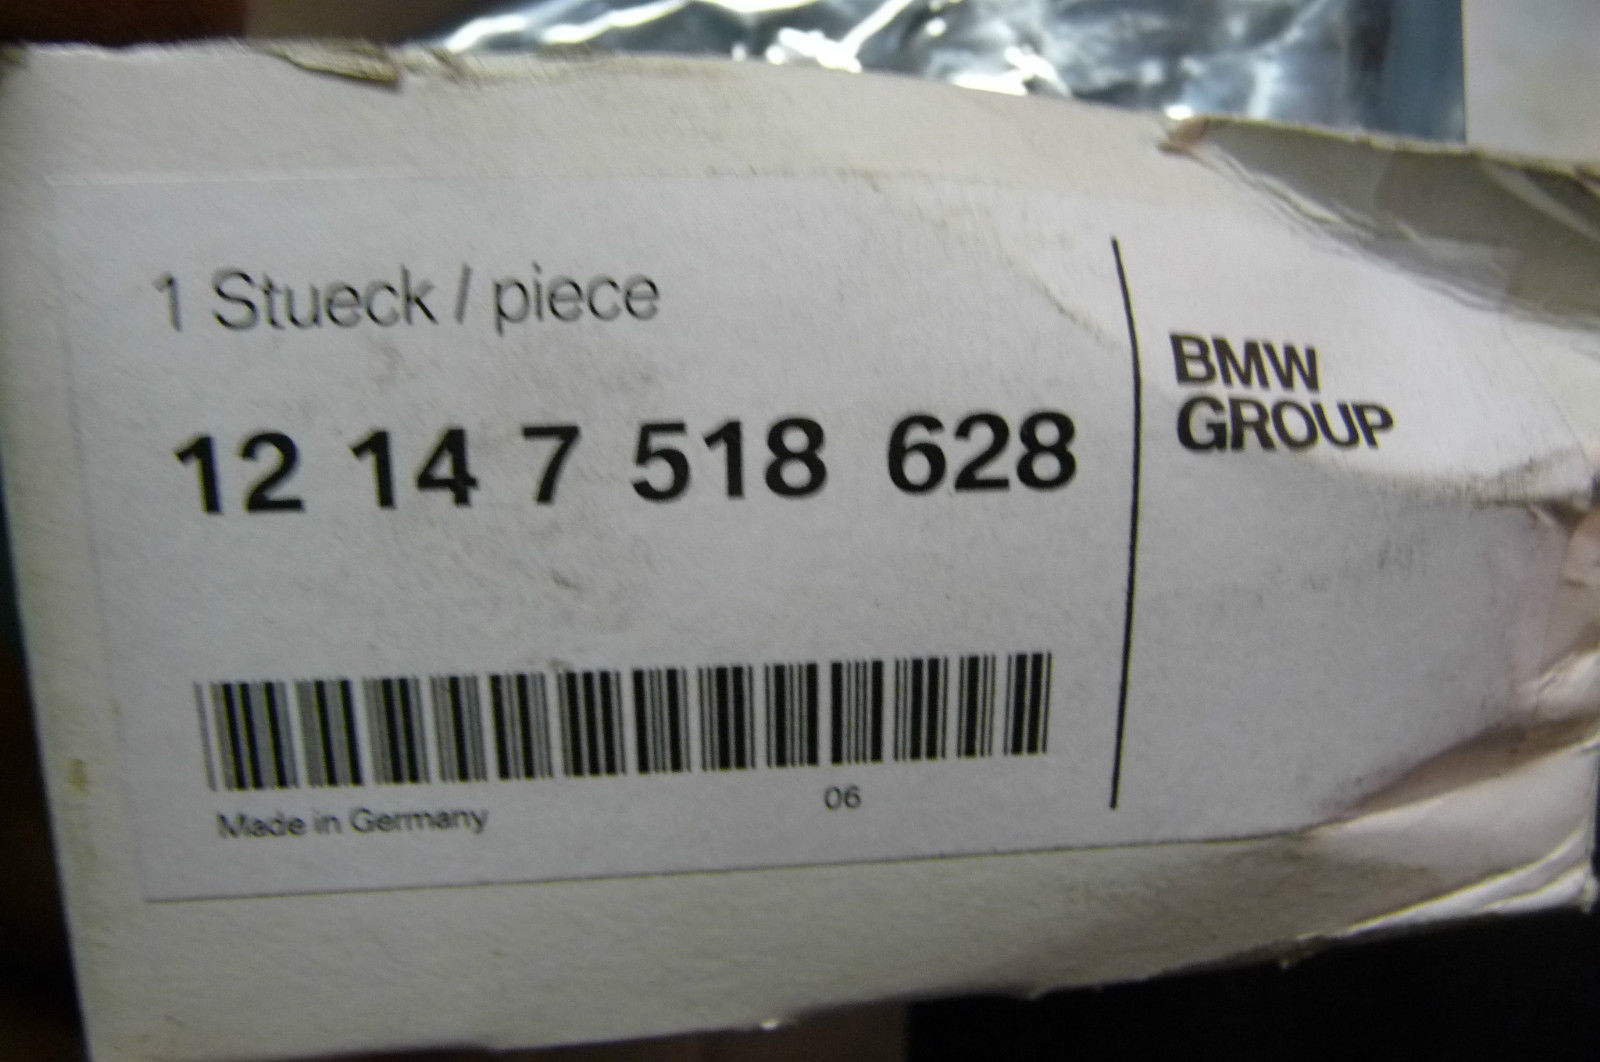 1 Stueck / piece
12 14 7 518 628
BMW
GROUP
06
Made in Germany